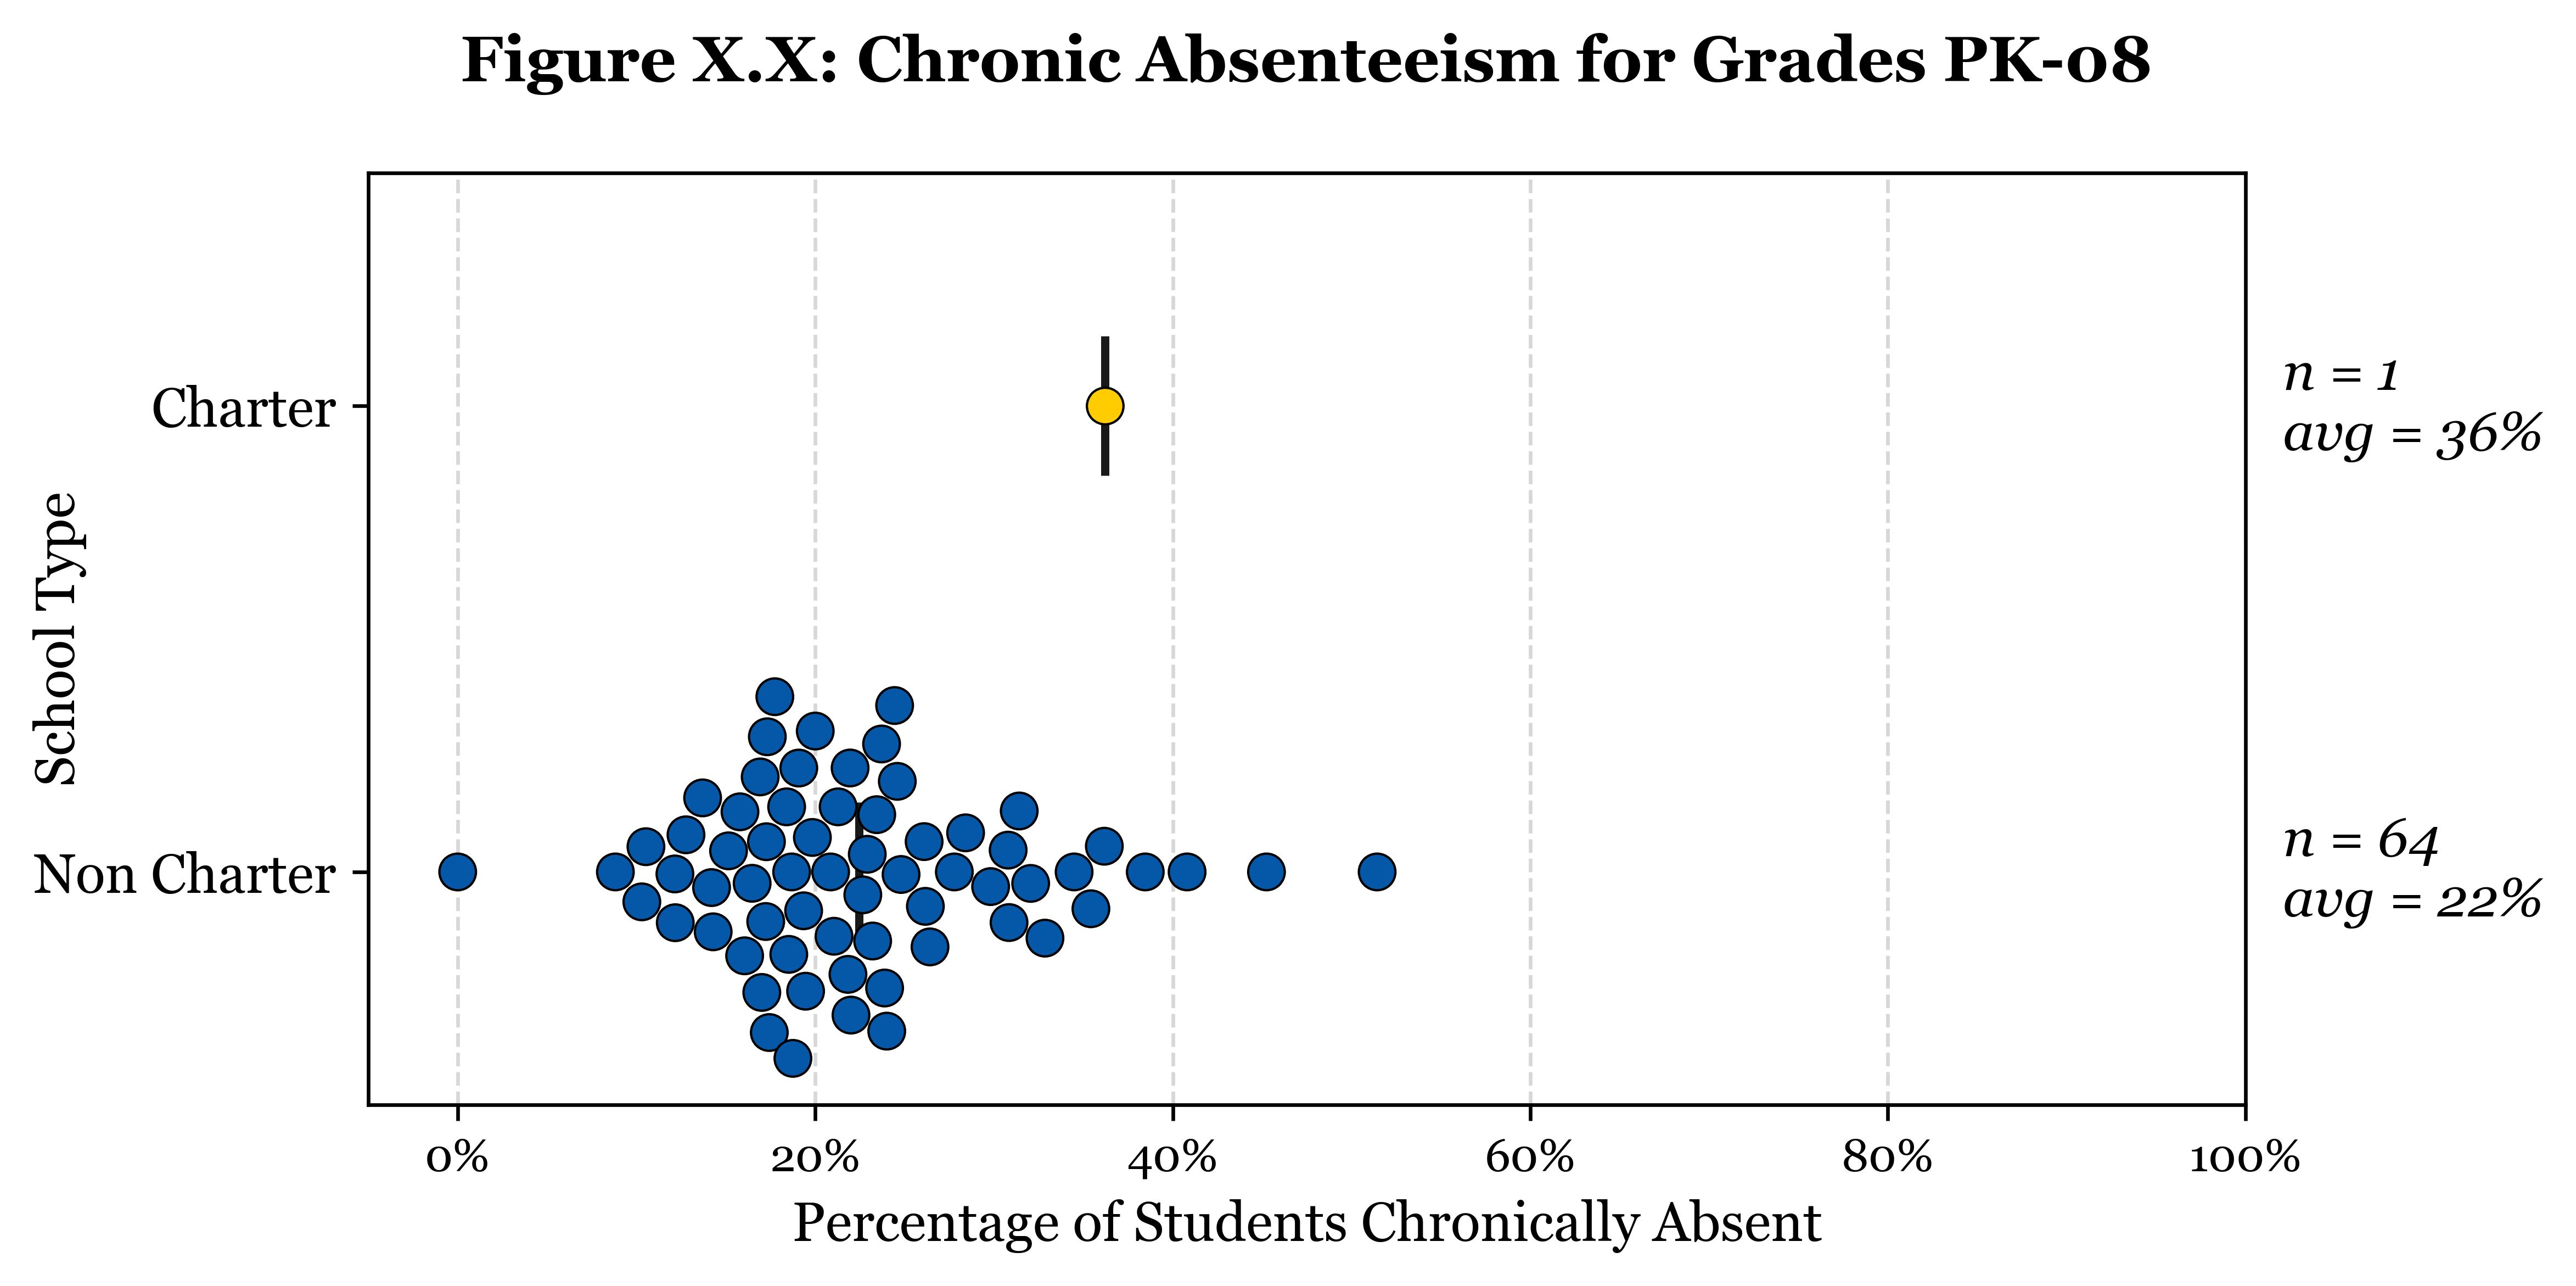 Figure X.X: Chronic Absenteeism for Grades PK-08
School Type
Charter
n = 1
avg = 36%
Non Charter
n = 64
avg = 22%
0% 20% 40% 60% 80% 100%
Percentage of Students Chronically Absent